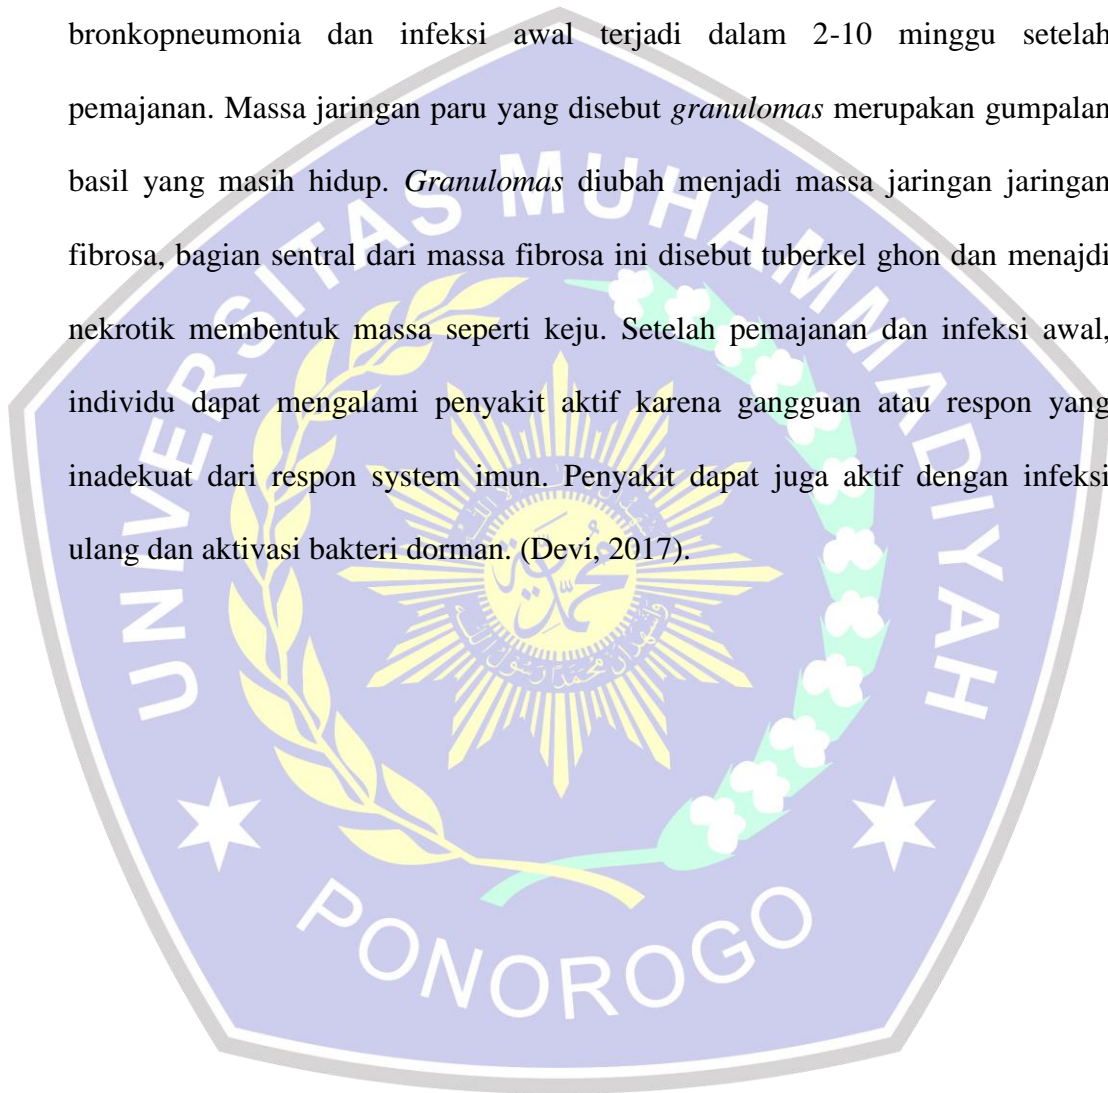 bronkopneumonia dan infeksi awal terjadi dalam 2-10 minggu setelah
pemajanan. Massa jaringan paru yang disebut granulomas merupakan gumpalan
basil yang masih hidup. Granulomas diubah menjadi massa jaringan jaringan
fibrosa, bagian sentral dari massa fibrosa ini disebut tuberkel ghon dan menajdi
nekrotik membentuk massa seperti keju. Setelah pemajanan dan infeksi awal,
individu dapat mengalami penyakit aktif karena gangguan atau respon yang
inadekuat dari respon system imun. Penyakit dapat juga aktif dengan infeksi
ulang dan aktivasi bakteri dorman. (Devi, 2017).
UNIVERSITAS MUHAMMADIYAH
PONOROGO